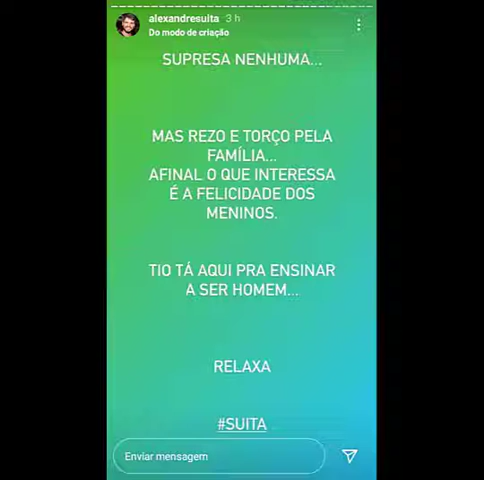 alexandresuita 3 h
Do modo de criação
SUPRESA NENHUMA...
MAS REZO E TORÇO PELA
FAMÍLIA...
AFINAL O QUE INTERESSA
É A FELICIDADE DOS
MENINOS.
TIO TÁ AQUI PRA ENSINAR
A SER HOMEM...
RELAXA
#SUITA
Enviar mensagem